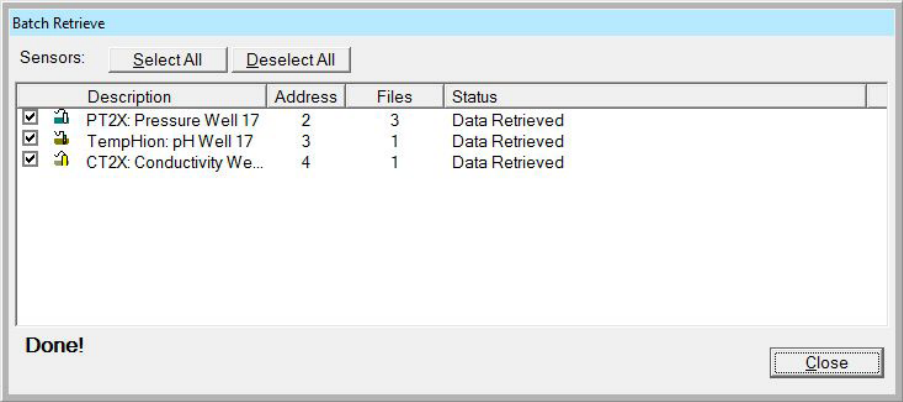 Batch Retrieve
Sensors: Select All Deselect All
Description Address Files Status
PT2X: Pressure Well 17 2 3 Data Retrieved
TempHion: pH Well 17 3 1 Data Retrieved
CT2X: Conductivity We... 4 1 Data Retrieved
Done!
Close